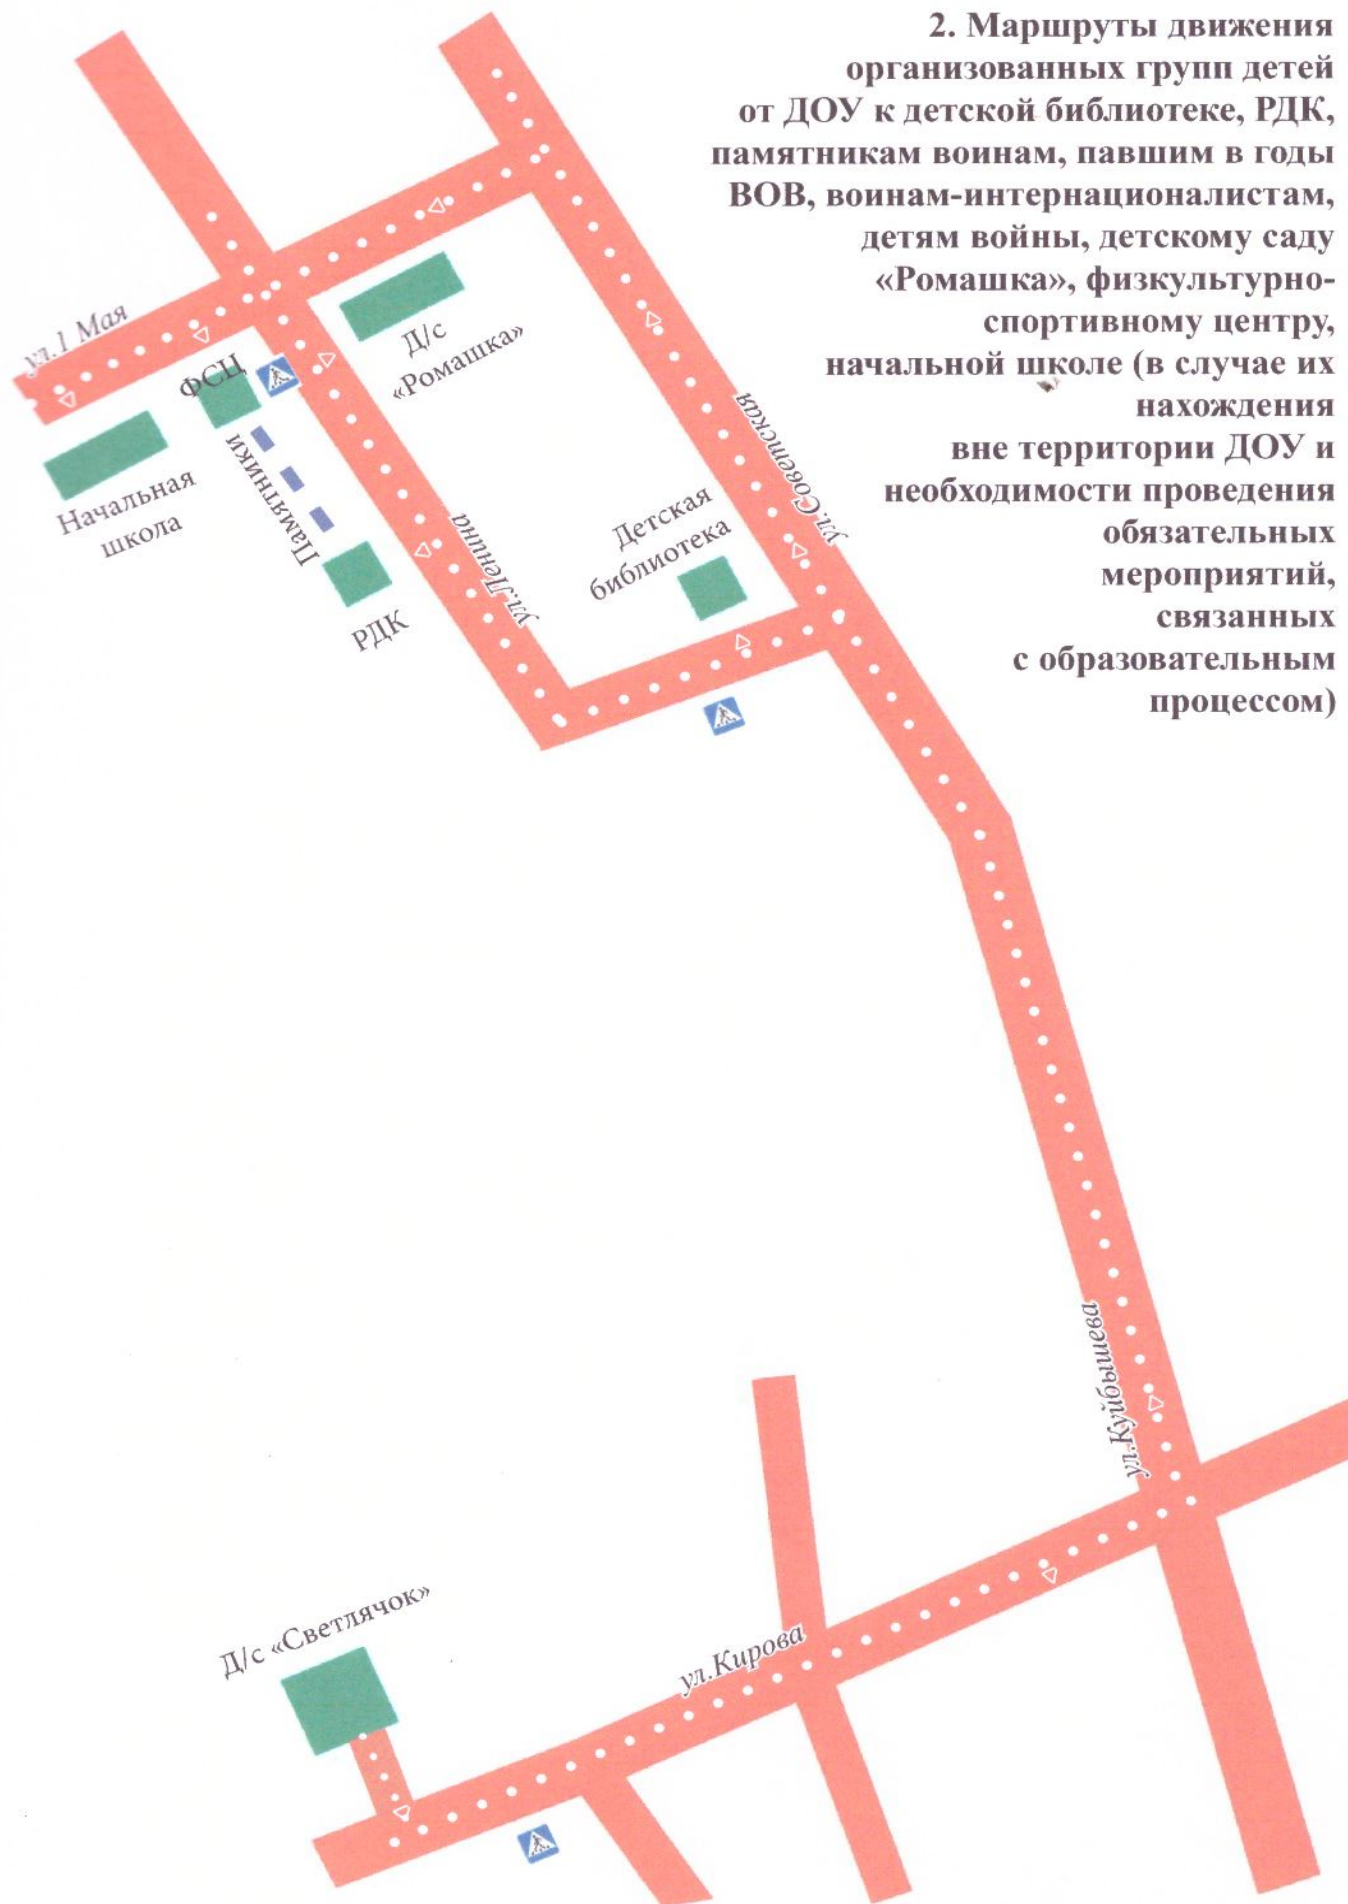 2. Маршруты движения
организованных групп детей
от ДОУ к детской библиотеке, РДК,
памятникам воинам, павшим в годы
ВОВ, воинам-интернационалистам,
детям войны, детскому саду
«Ромашка», физкультурно-
спортивному центру,
начальной школе (в случае их
нахождения
вне территории ДОУ и
необходимости проведения
обязательных
мероприятий,
связанных
с образовательным
процессом)
ул.1 Мая
ФСЦ
Д/с
«Ромашка»
Начальная
школа
Памятники
РДК
ул.Ленина
Детская
библиотека
ул.Советская
ул.Куйбышева
ул.Кирова
Д/с «Светлячок»